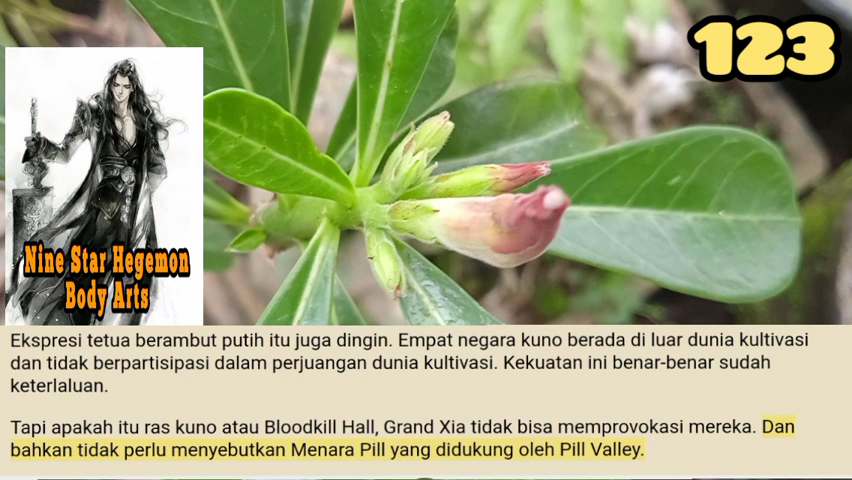 123
Nine Star Hegemon
Body Arts
Ekspresi tetua berambut putih itu juga dingin. Empat negara kuno berada di luar dunia kultivasi
dan tidak berpartisipasi dalam perjuangan dunia kultivasi. Kekuatan ini benar-benar sudah
keterlaluan.
Tapi apakah itu ras kuno atau Bloodkill Hall, Grand Xia tidak bisa memprovokasi mereka. Dan
bahkan tidak perlu menyebutkan Menara Pill yang didukung oleh Pill Valley.